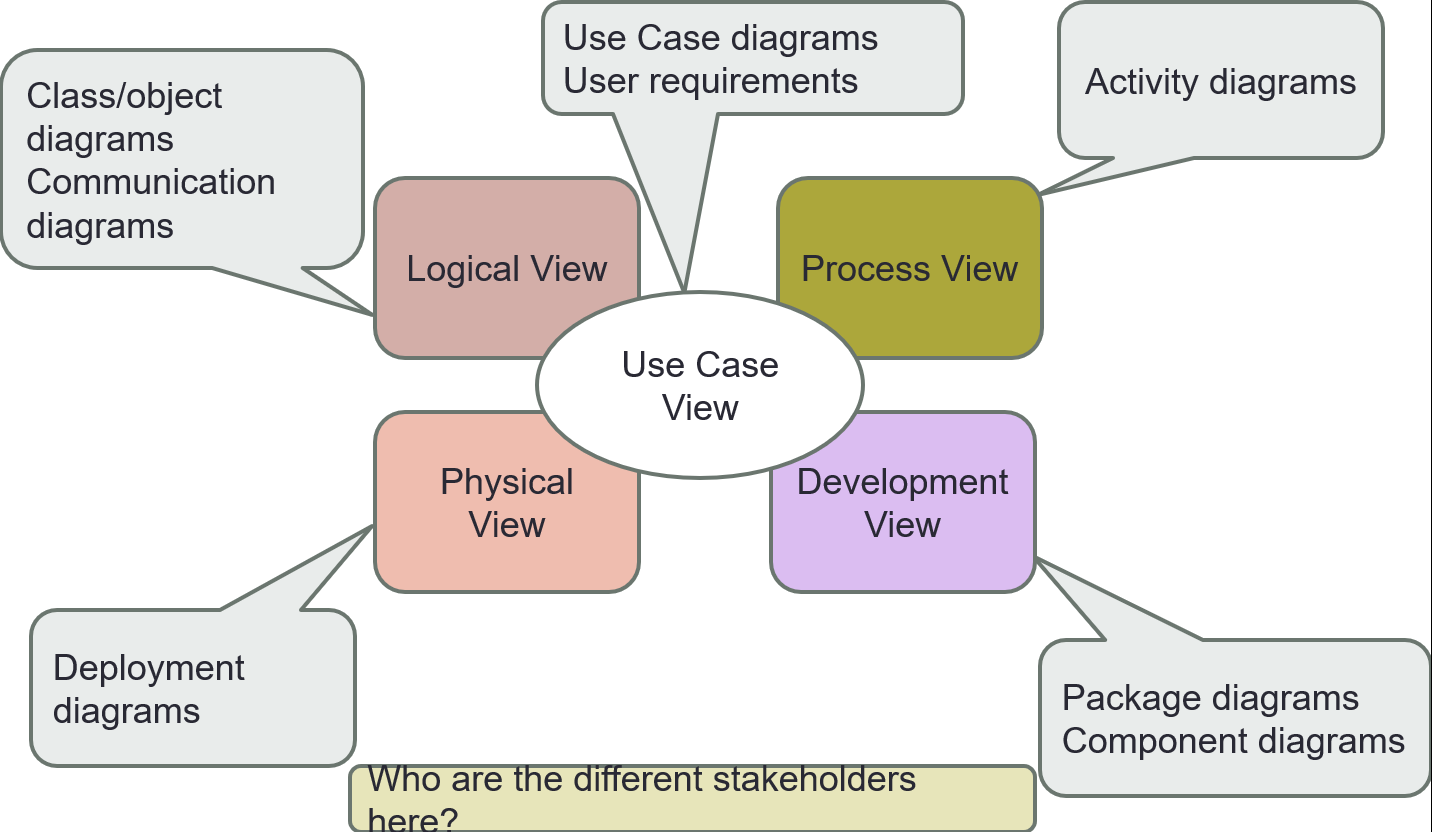 Use Case diagrams
User requirements
Activity diagrams
Class/object
diagrams
Communication
diagrams
Logical View
Process View
Use Case
View
Physical
View
Development
View
Deployment
diagrams
Package diagrams
Component diagrams
Who are the different stakeholders
here?